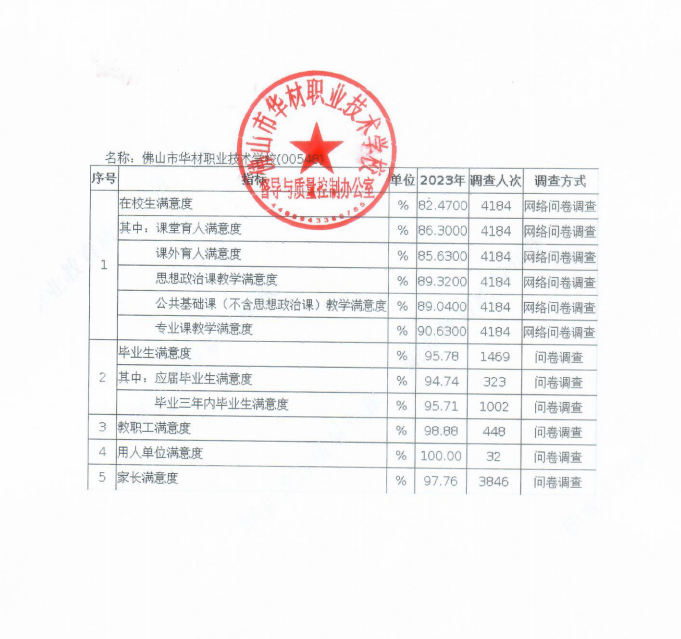 佛山市华材职业技术学校
督导与质量控制办公室
名称：佛山市华材职业技术学校(00548)
序号 指标 单位 2023年 调查人次 调查方式
1 在校生满意度 % 82.4700 4184 网络问卷调查
其中：课堂育人满意度 % 86.3000 4184 网络问卷调查
课外育人满意度 % 85.6300 4184 网络问卷调查
思想政治课教学满意度 % 89.3200 4184 网络问卷调查
公共基础课（不含思想政治课）教学满意度 % 89.0400 4184 网络问卷调查
专业课教学满意度 % 90.6300 4184 网络问卷调查
2 毕业生满意度 % 95.78 1469 问卷调查
其中：应届毕业生满意度 % 94.74 323 问卷调查
毕业三年内毕业生满意度 % 95.71 1002 问卷调查
3 教职工满意度 % 98.88 448 问卷调查
4 用人单位满意度 % 100.00 32 问卷调查
5 家长满意度 % 97.76 3846 问卷调查